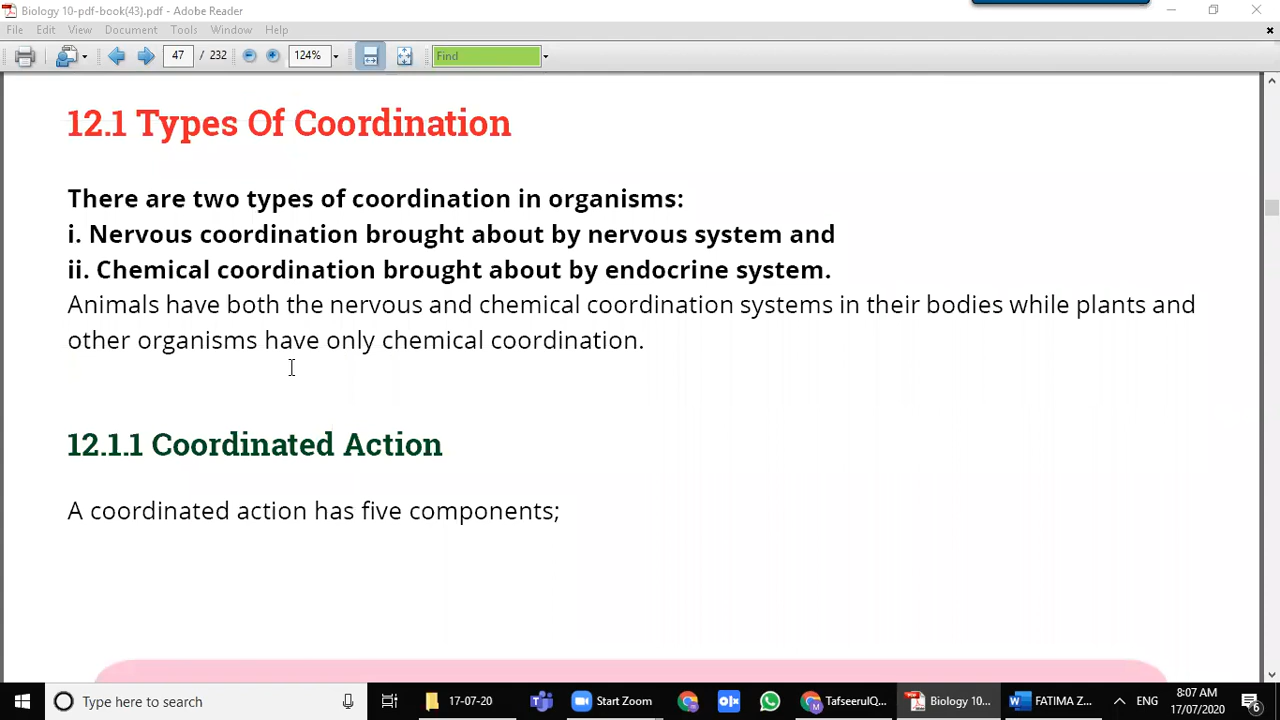 Biology 10-pdf-book(43).pdf - Adobe Reader
File Edit View Document Tools Window Help
47 / 232 124% Find
12.1 Types Of Coordination
There are two types of coordination in organisms:
i. Nervous coordination brought about by nervous system and
ii. Chemical coordination brought about by endocrine system.
Animals have both the nervous and chemical coordination systems in their bodies while plants and
other organisms have only chemical coordination.
12.1.1 Coordinated Action
A coordinated action has five components;
Type here to search 17-07-20 Start Zoom TafseerulQ... Biology 10... FATIMA Z... ENG 8:07 AM
17/07/2020 6